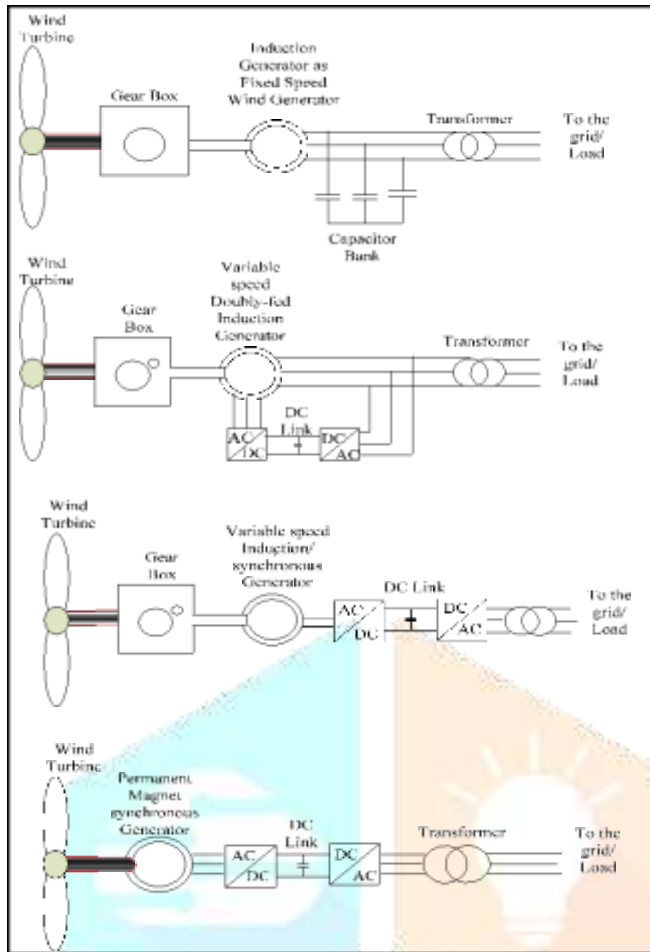 Wind
Turbine
Gear Box
Induction
Generator as
Fixed Speed
Wind Generator
Transformer
To the
grid/
Load
Capacitor
Bank
Wind
Turbine
Gear
Box
Variable
speed
Doubly-fed
Induction
Generator
Transformer
To the
grid/
Load
AC
DC
DC
Link
DC
AC
Wind
Turbine
Gear
Box
Variable speed
Induction/
synchronous
Generator
AC
DC
DC Link
DC
AC
To the
grid/
Load
Wind
Turbine
Permanent
Magnet
synchronous
Generator
AC
DC
DC
Link
DC
AC
Transformer
To the
grid/
Load